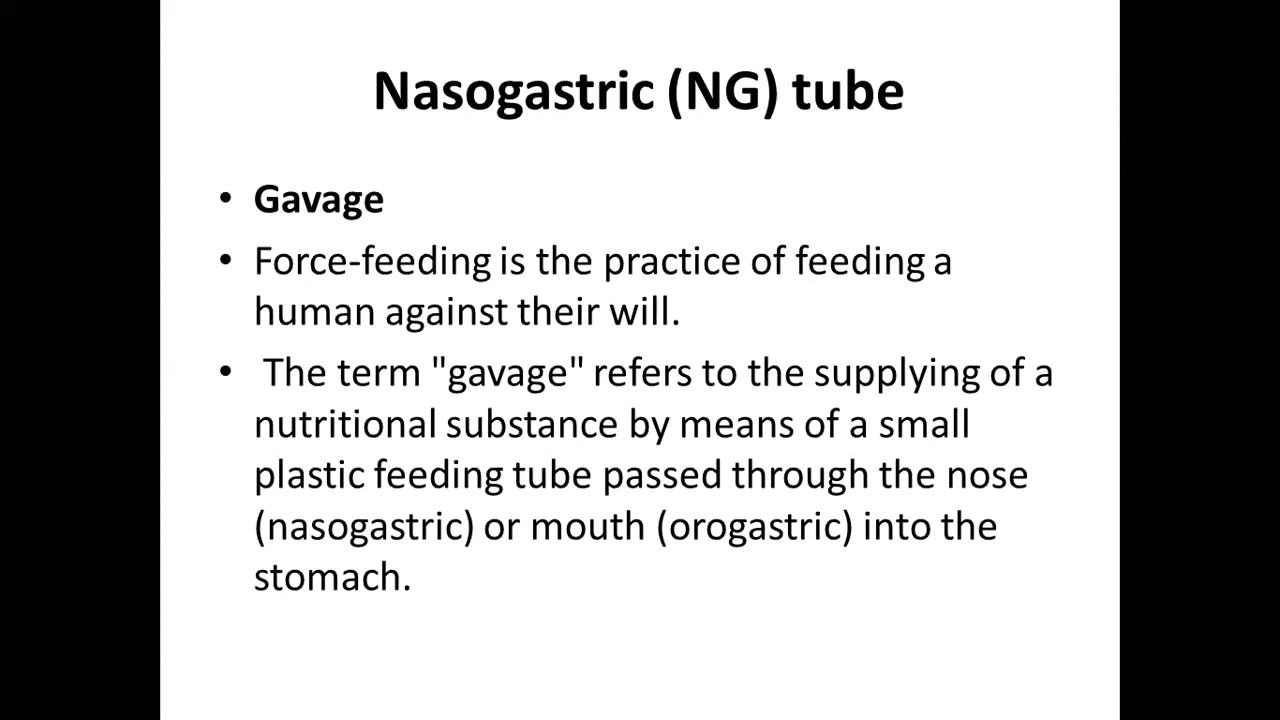 Nasogastric (NG) tube
• Gavage
• Force-feeding is the practice of feeding a
human against their will.
• The term "gavage" refers to the supplying of a
nutritional substance by means of a small
plastic feeding tube passed through the nose
(nasogastric) or mouth (orogastric) into the
stomach.